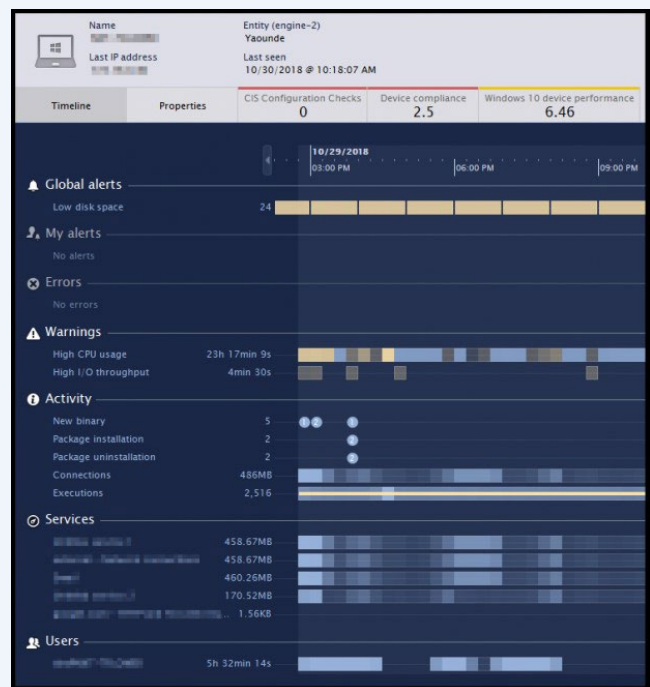 Name
Last IP address
Entity (engine-2)
Yaounde
Last seen
10/30/2018 @ 10:18:07 AM
Timeline
Properties
CIS Configuration Checks
0
Device compliance
2.5
Windows 10 device performance
6.46
10/29/2018
03:00 PM 06:00 PM 09:00 PM
Global alerts
Low disk space 24
My alerts
No alerts
Errors
No errors
Warnings
High CPU usage 23h 17min 9s
High I/O throughput 4min 30s
Activity
New binary 5 1 2 1
Package installation 2 2
Package uninstallation 2 2
Connections 486MB
Executions 2,516
Services
458.67MB
458.67MB
460.26MB
170.52MB
1.56KB
Users
5h 32min 14s